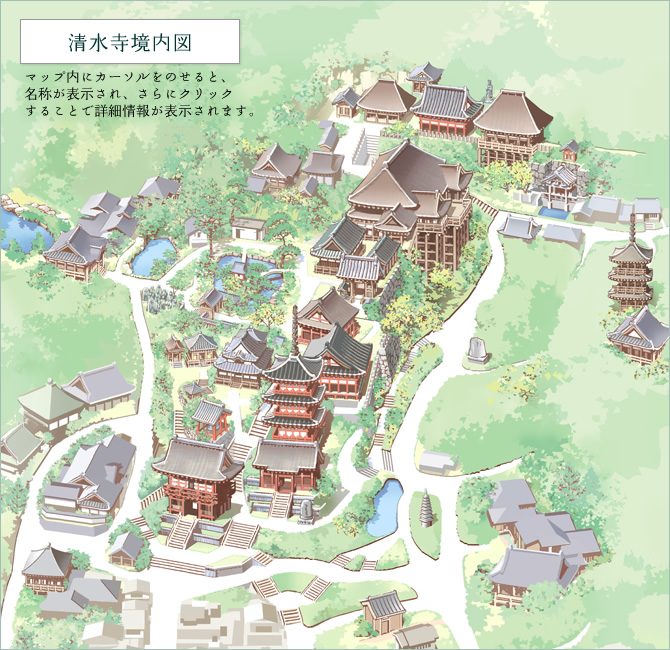 清水寺境内図
マップ内にカーソルをのせると、
名称が表示され、さらにクリック
することで詳細情報が表示されます。